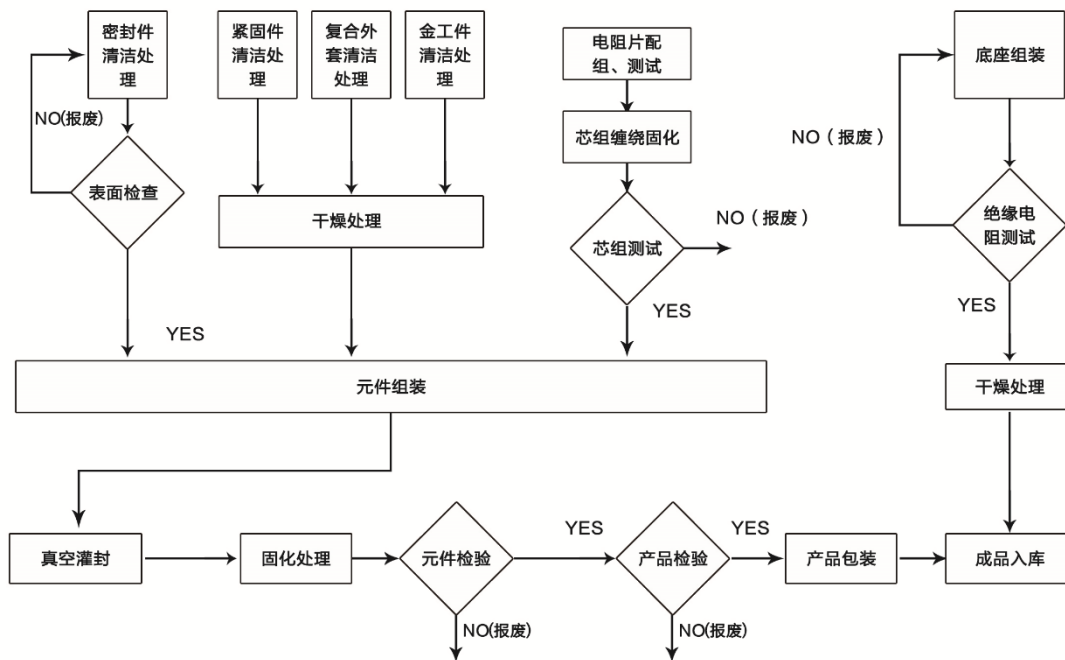 密封件
清洁处
理
紧固件
清洁处
理
复合外
套清洁
处理
金工件
清洁处
理
电阻片配
组、测试
底座组装
NO(报废)
芯组缠绕固化
NO（报废）
表面检查
干燥处理
芯组测试
NO（报废）
绝缘电
阻测试
YES
YES
YES
元件组装
干燥处理
真空灌封
固化处理
元件检验
YES
产品检验
YES
产品包装
成品入库
NO(报废)
NO(报废)